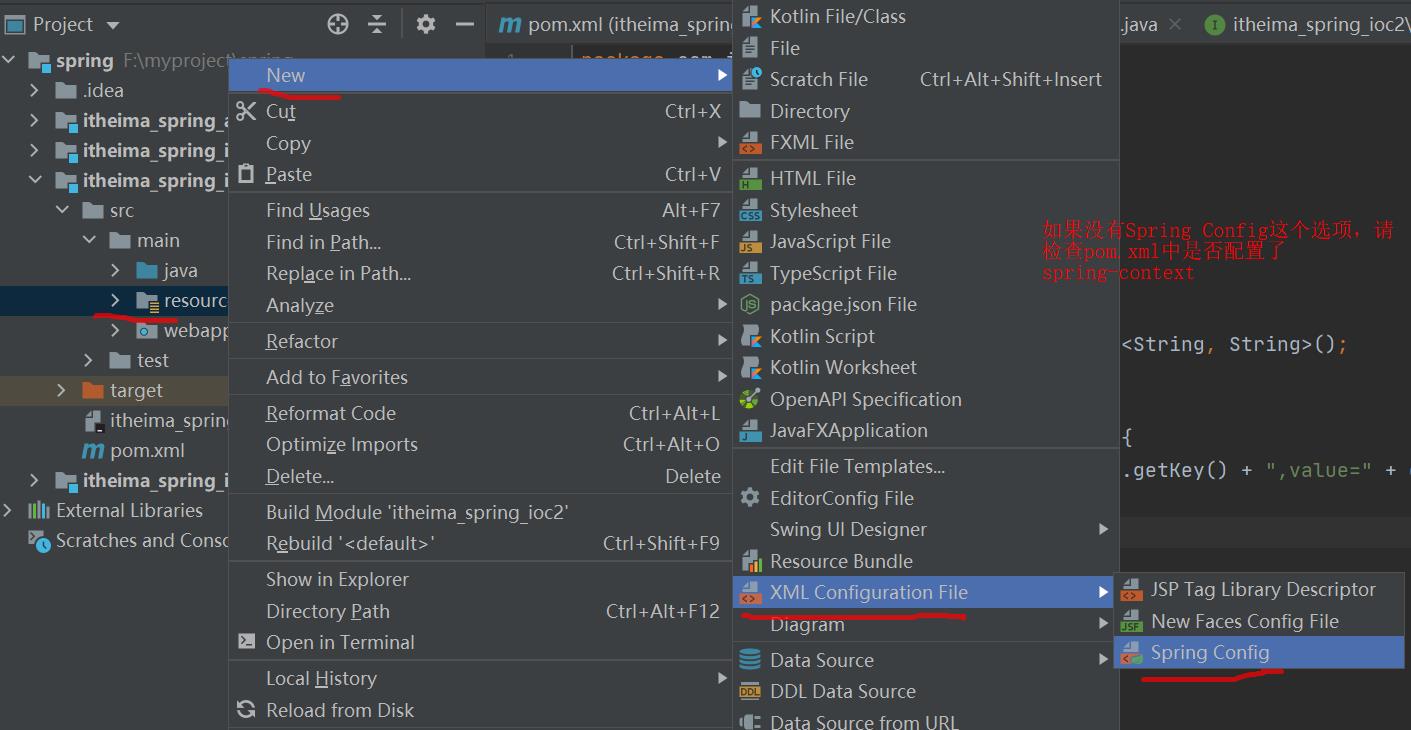 Project
pom.xml (itheima_spring
.java
itheima_spring_ioc2\
spring F:\myproject\spring
.idea
itheima_spring_a
itheima_spring_i
itheima_spring_i
src
main
java
resourc
webapp
test
target
itheima_spring
pom.xml
itheima_spring_i
External Libraries
Scratches and Conso
New
Cut Ctrl+X
Copy
Paste Ctrl+V
Find Usages Alt+F7
Find in Path... Ctrl+Shift+F
Replace in Path... Ctrl+Shift+R
Analyze
Refactor
Add to Favorites
Reformat Code Ctrl+Alt+L
Optimize Imports Ctrl+Alt+O
Delete... Delete
Build Module 'itheima_spring_ioc2'
Rebuild '<default>' Ctrl+Shift+F9
Show in Explorer
Directory Path Ctrl+Alt+F12
Open in Terminal
Local History
Reload from Disk
Kotlin File/Class
File
Scratch File Ctrl+Alt+Shift+Insert
Directory
FXML File
HTML File
Stylesheet
JavaScript File
TypeScript File
package.json File
Kotlin Script
Kotlin Worksheet
OpenAPI Specification
JavaFXApplication
Edit File Templates...
EditorConfig File
Swing UI Designer
Resource Bundle
XML Configuration File
Diagram
Data Source
DDL Data Source
Data Source from URL
JSP Tag Library Descriptor
New Faces Config File
Spring Config
如果没有Spring Config这个选项，请
检查pom.xml中是否配置了
spring-context
<String, String>();
{
.getKey() + ",value=" +